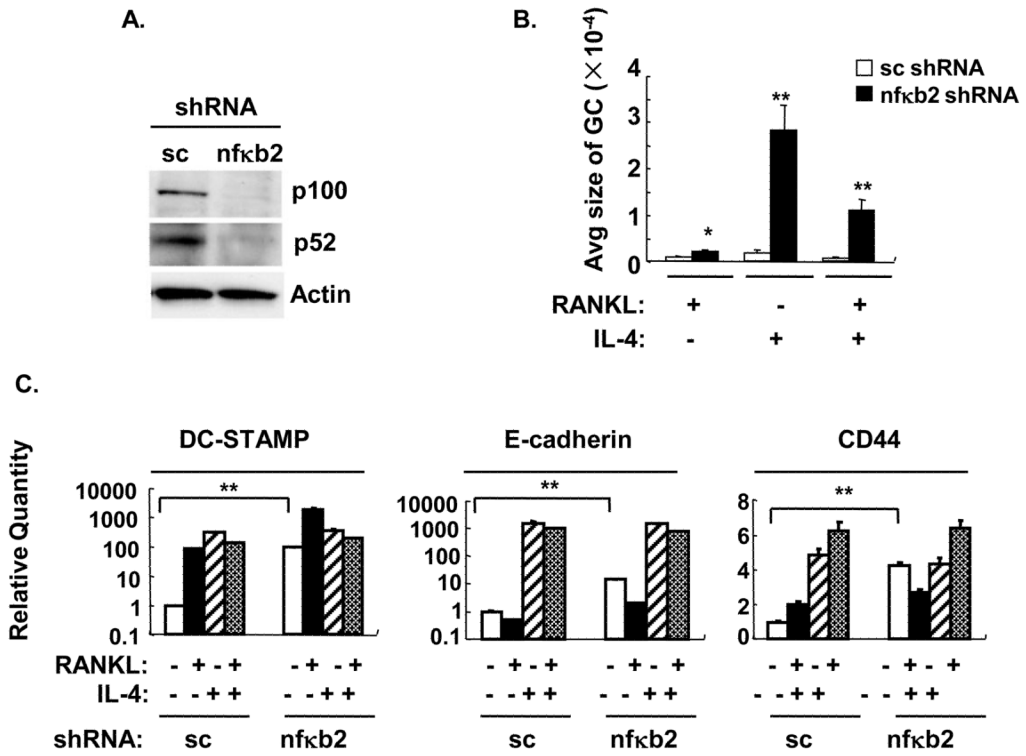 A.
shRNA
sc nfκb2
p100
p52
Actin
B.
Avg size of GC (×10-4)
sc shRNA
nfκb2 shRNA
4
3
2
1
0
*
**
**
RANKL: + - +
IL-4: - + +
C.
Relative Quantity
DC-STAMP
10000
1000
100
10
1
0.1
**
E-cadherin
10000
1000
100
10
1
0.1
**
CD44
8
6
4
2
0
**
RANKL: - + - + - + - + - + - + - + - + - + - + - + - +
IL-4: - - + + - - + + - - + + - - + + - - + + - - + +
shRNA: sc nfκb2 sc nfκb2 sc nfκb2